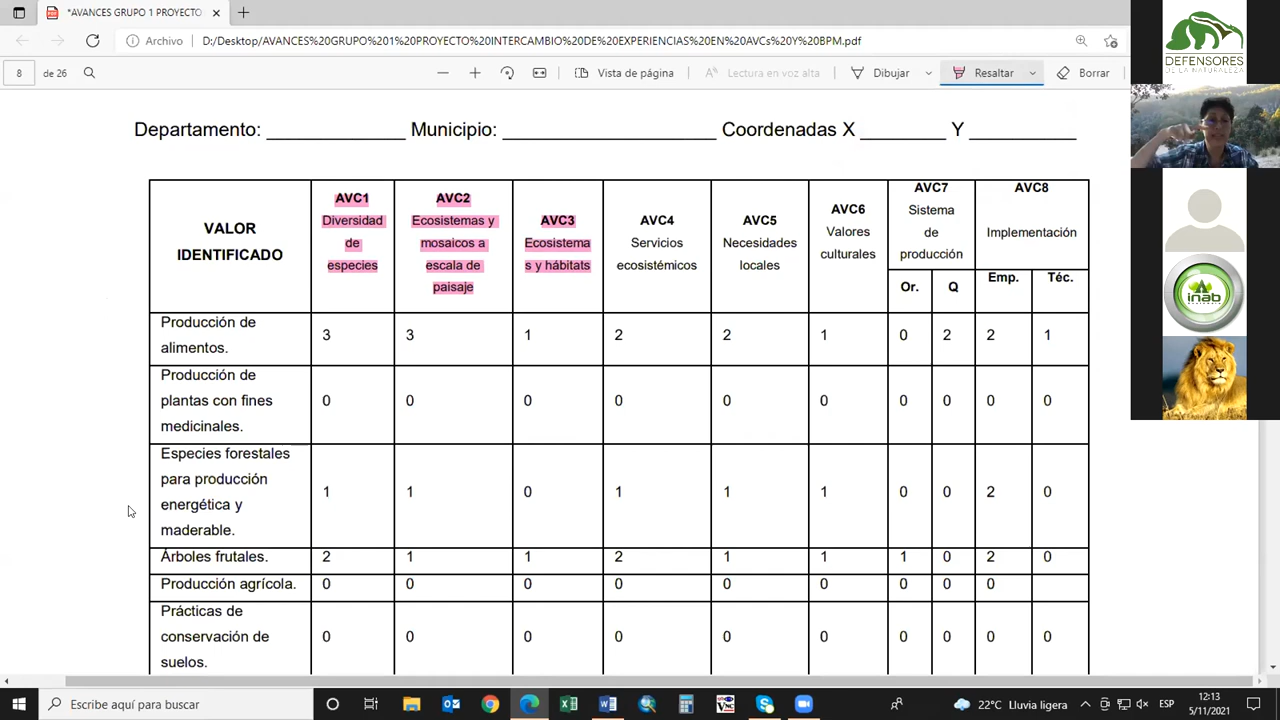 *AVANCES GRUPO 1 PROYECTO
Archivo
D:/Desktop/AVANCES%20GRUPO%201%20PROYECTO%20INTERCAMBIO%20DE%20EXPERIENCIAS%20EN%20AVCs%20Y%20BPM.pdf
8 de 26
Vista de página
Lectura en voz alta
Dibujar
Resaltar
Borrar
DEFENSORES
DE LA NATURALEZA
inab
Departamento: ____________ Municipio: ____________________ Coordenadas X ________ Y __________
VALOR
IDENTIFICADO
AVC1
Diversidad
de
especies
AVC2
Ecosistemas y
mosaicos a
escala de
paisaje
AVC3
Ecosistema
s y hábitats
AVC4
Servicios
ecosistémicos
AVC5
Necesidades
locales
AVC6
Valores
culturales
AVC7
Sistema
de
producción
Or. Q
AVC8
Implementación
Emp. Téc.
Producción de
alimentos.
3 3 1 2 2 1 0 2 2 1
Producción de
plantas con fines
medicinales.
0 0 0 0 0 0 0 0 0 0
Especies forestales
para producción
energética y
maderable.
1 1 0 1 1 1 0 0 2 0
Árboles frutales. 2 1 1 2 1 1 1 0 2 0
Producción agrícola. 0 0 0 0 0 0 0 0 0
Prácticas de
conservación de
suelos.
0 0 0 0 0 0 0 0 0 0
Escribe aquí para buscar
22°C Lluvia ligera
ESP
12:13
5/11/2021